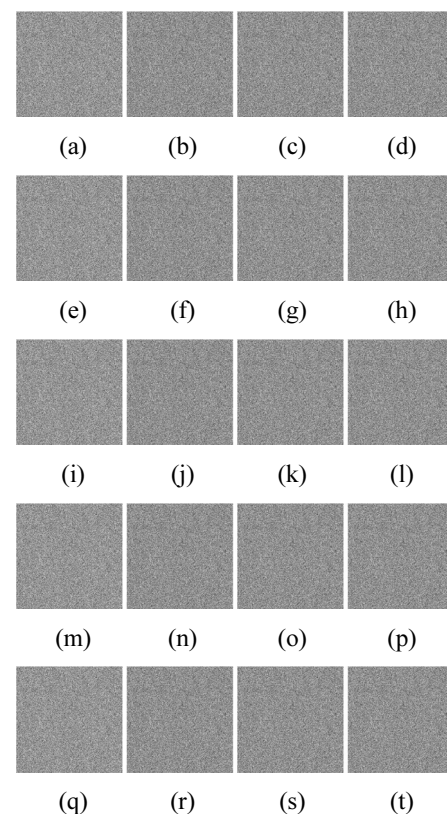 (a) (b) (c) (d)
(e) (f) (g) (h)
(i) (j) (k) (l)
(m) (n) (o) (p)
(q) (r) (s) (t)